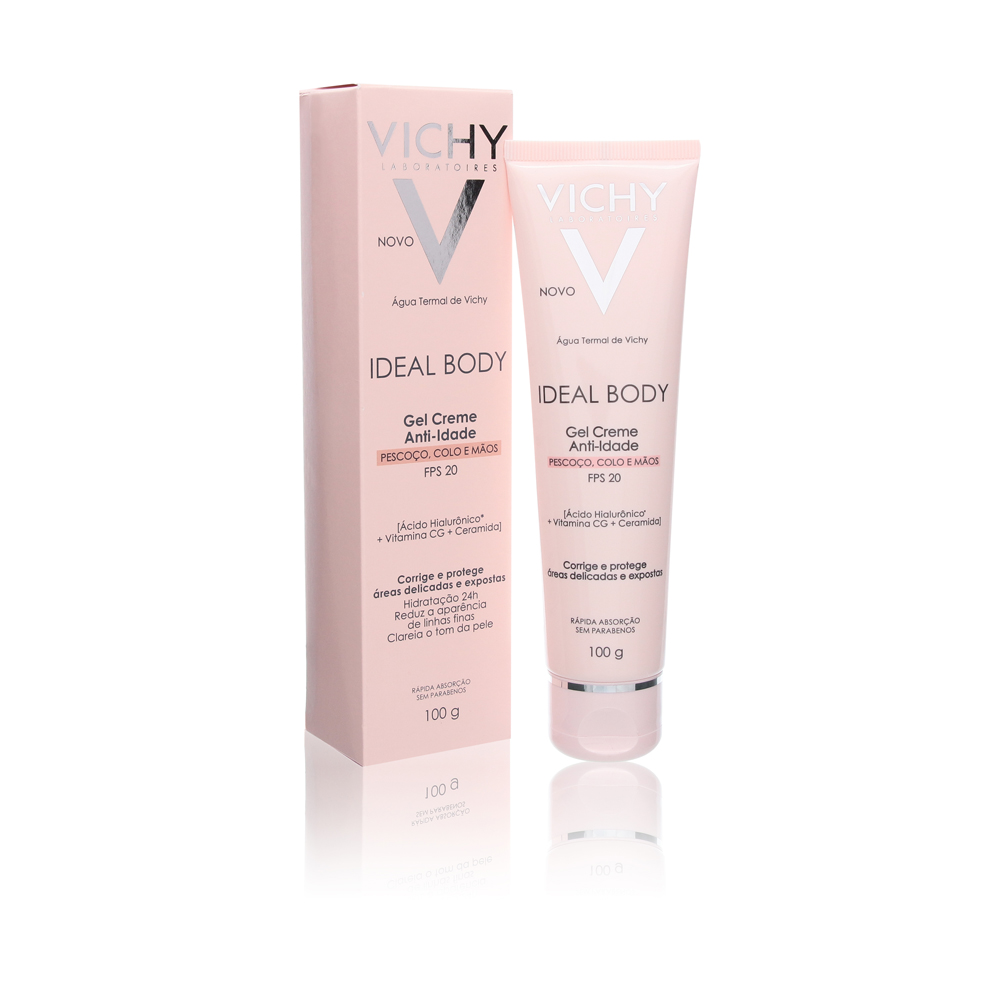 VICHY
LABORATOIRES
V
NOVO
Água Termal de Vichy
IDEAL BODY
Gel Creme
Anti-Idade
PESCOÇO, COLO E MÃOS
FPS 20
[Ácido Hialurônico*
+ Vitamina CG + Ceramida]
Corrige e protege
áreas delicadas e expostas
Hidratação 24h
Reduz a aparência
de linhas finas
Clareia o tom da pele
RÁPIDA ABSORÇÃO
SEM PARABENOS
100 g
VICHY
LABORATOIRES
V
NOVO
Água Termal de Vichy
IDEAL BODY
Gel Creme
Anti-Idade
PESCOÇO, COLO E MÃOS
FPS 20
[Ácido Hialurônico*
+ Vitamina CG + Ceramida]
Corrige e protege
áreas delicadas e expostas
RÁPIDA ABSORÇÃO
SEM PARABENOS
100 g